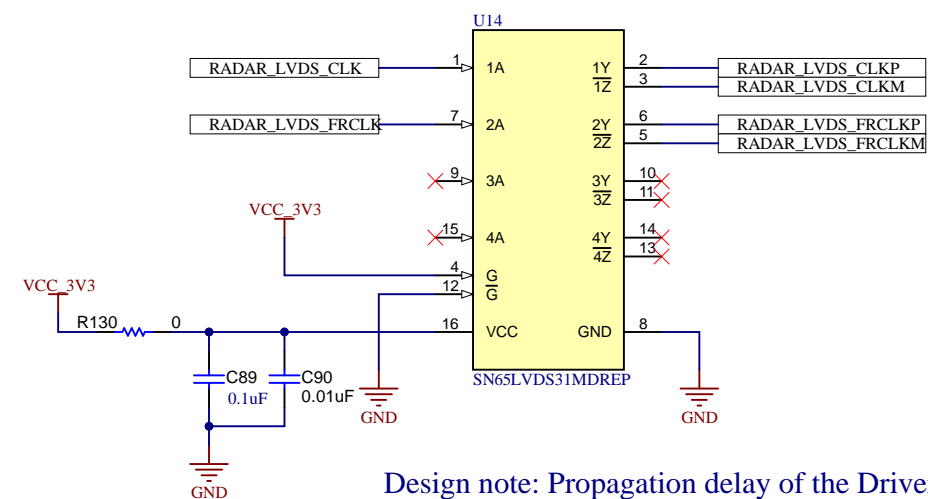 U14
RADAR_LVDS_CLK 1 1A 1Y 2 RADAR_LVDS_CLKP
1Z 3 RADAR_LVDS_CLKM
RADAR_LVDS_FRCLK 7 2A 2Y 6 RADAR_LVDS_FRCLKP
2Z 5 RADAR_LVDS_FRCLKM
9 3A 3Y 10
3Z 11
VCC_3V3
15 4A 4Y 14
4Z 13
4 G
12 G
VCC_3V3
R130 0 16 VCC GND 8
C89 C90 SN65LVDS31MDREP
0.1uF 0.01uF
GND GND
GND
Design note: Propagation delay of the Drive